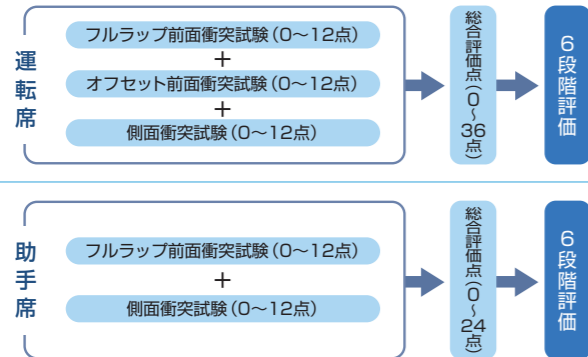 運転席
フルラップ前面衝突試験(0〜12点)
+
オフセット前面衝突試験(0〜12点)
+
側面衝突試験(0〜12点)
総合評価点(0〜36点)
6段階評価
助手席
フルラップ前面衝突試験(0〜12点)
+
側面衝突試験(0〜12点)
総合評価点(0〜24点)
6段階評価